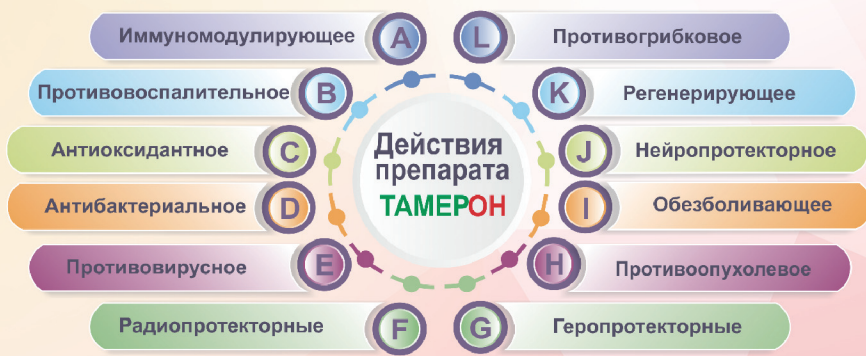 Иммуномодулирующее
A
L
Противогрибковое
Противовоспалительное
B
K
Регенерирующее
Антиоксидантное
C
Действия
препарата
ТАМЕРОН
J
Нейропротекторное
Антибактериальное
D
I
Обезболивающее
Противовирусное
E
H
Противоопухолевое
Радиопротекторные
F
G
Геропротекторные